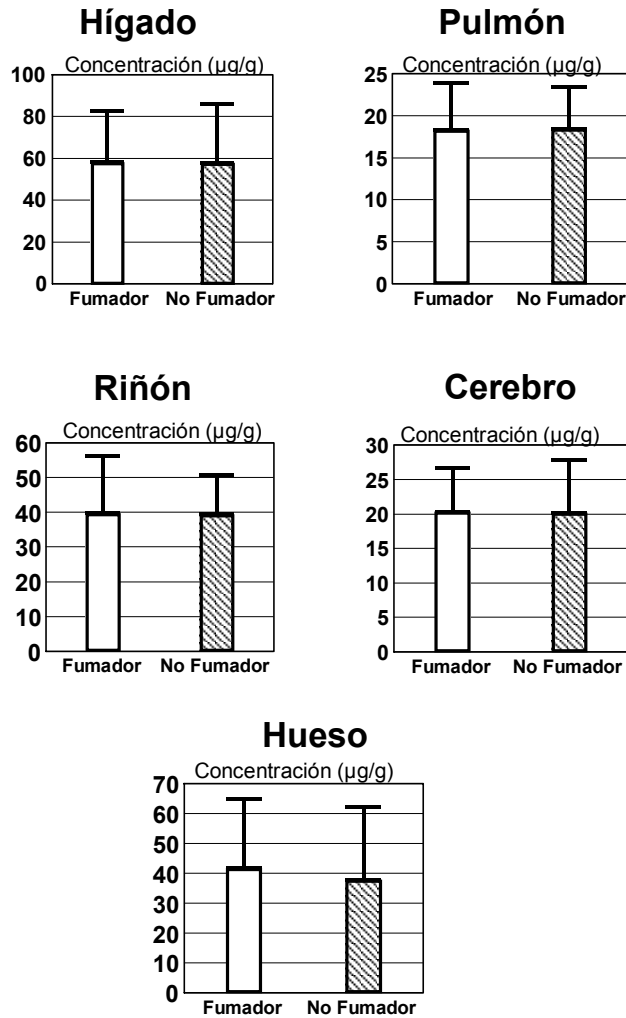 Hígado
Concentración (µg/g)
100
80
60
40
20
0
Fumador No Fumador
Pulmón
Concentración (µg/g)
25
20
15
10
5
0
Fumador No Fumador
Riñón
Concentración (µg/g)
60
50
40
30
20
10
0
Fumador No Fumador
Cerebro
Concentración (µg/g)
30
25
20
15
10
5
0
Fumador No Fumador
Hueso
Concentración (µg/g)
70
60
50
40
30
20
10
0
Fumador No Fumador